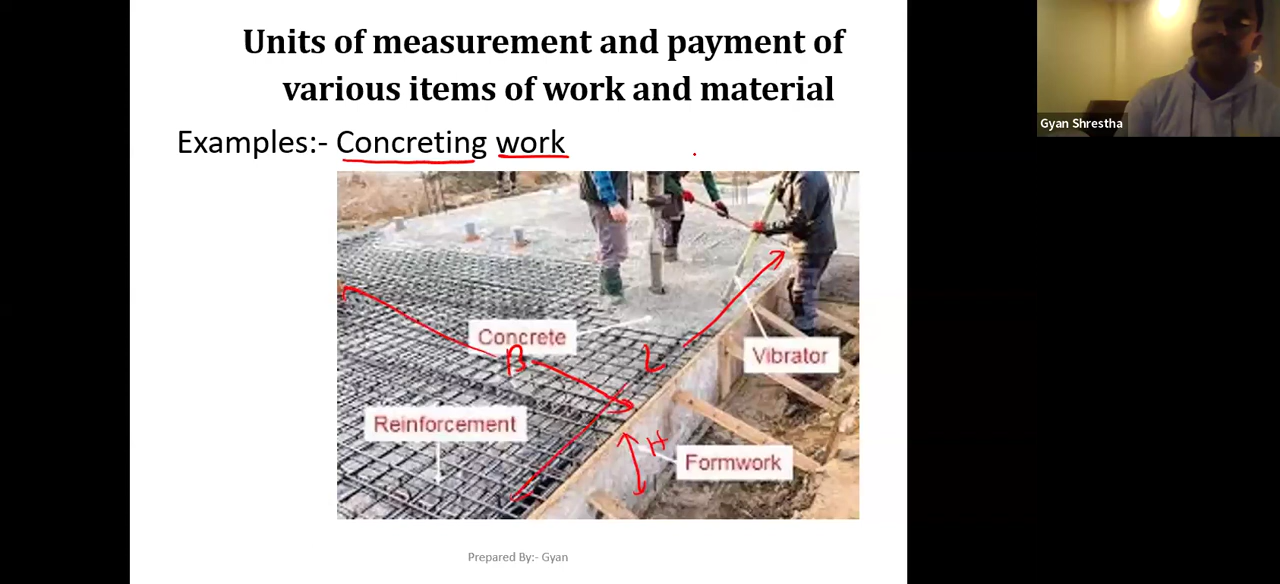 Units of measurement and payment of
various items of work and material
Gyan Shrestha
Examples:- Concreting work
Concrete
B
L
Vibrator
Reinforcement
H
Formwork
Prepared By:- Gyan